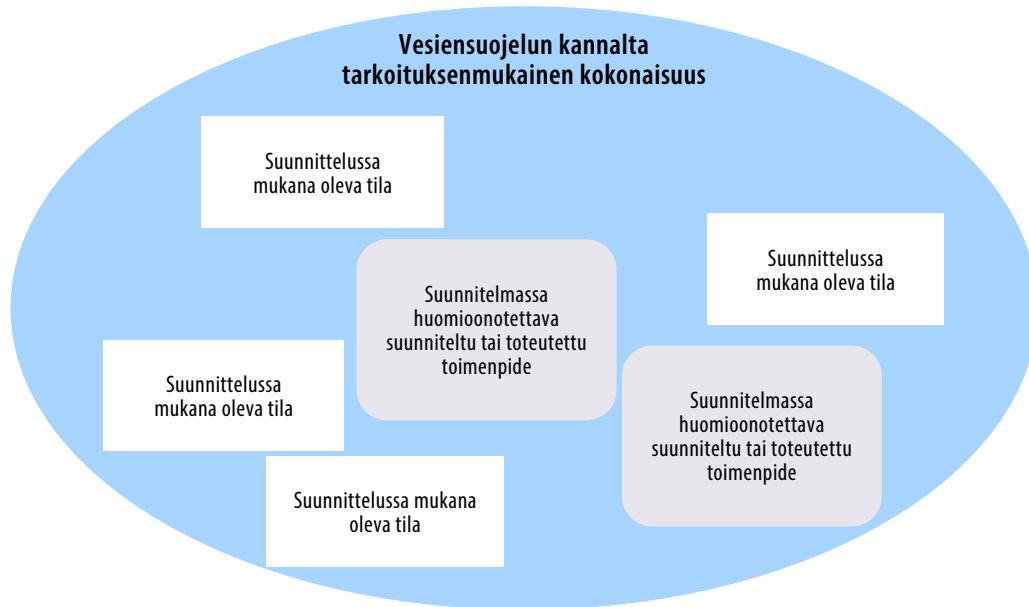 Vesiensuojelun kannalta
tarkoituksenmukainen kokonaisuus
Suunnittelussa
mukana oleva tila
Suunnittelussa
mukana oleva tila
Suunnitelmassa
huomioonotettava
suunniteltu tai toteutettu
toimenpide
Suunnittelussa
mukana oleva tila
Suunnitelmassa
huomioonotettava
suunniteltu tai toteutettu
toimenpide
Suunnittelussa mukana
oleva tila